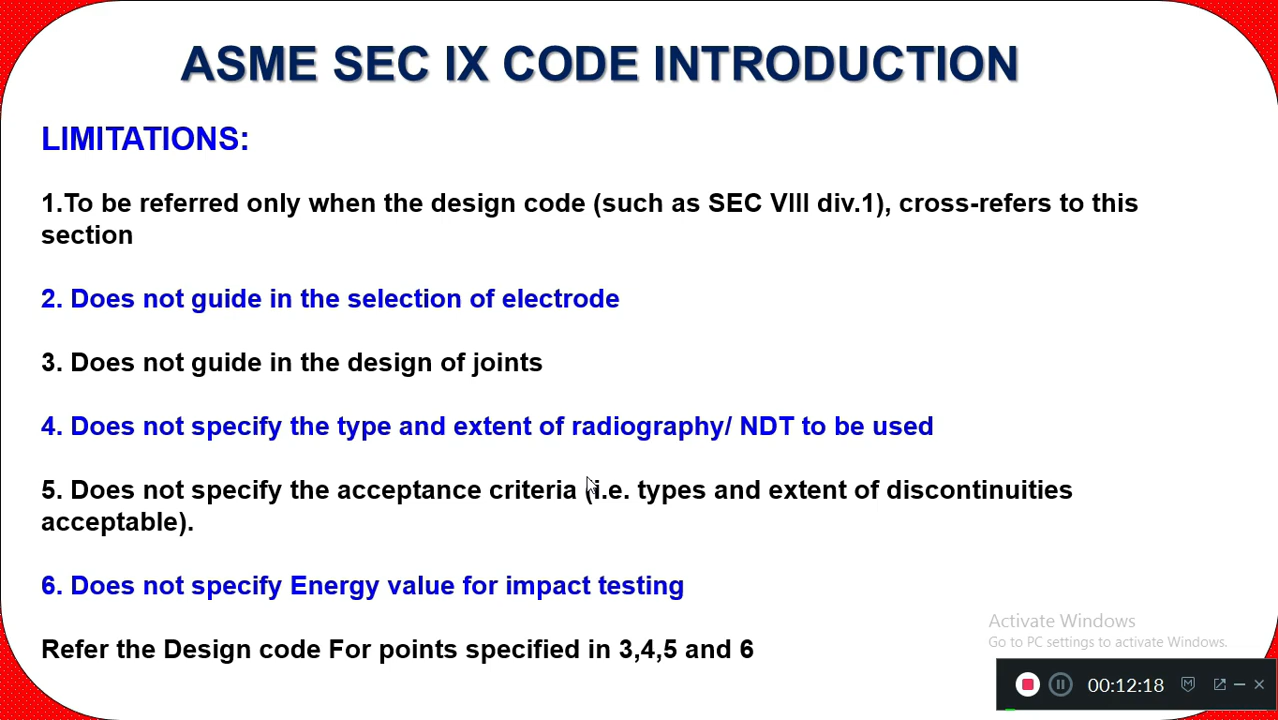 ASME SEC IX CODE INTRODUCTION
LIMITATIONS:
1.To be referred only when the design code (such as SEC VIII div.1), cross-refers to this
section
2. Does not guide in the selection of electrode
3. Does not guide in the design of joints
4. Does not specify the type and extent of radiography/ NDT to be used
5. Does not specify the acceptance criteria (i.e. types and extent of discontinuities
acceptable).
6. Does not specify Energy value for impact testing
Refer the Design code For points specified in 3,4,5 and 6
Activate Windows
Go to PC settings to activate Windows.
00:12:18